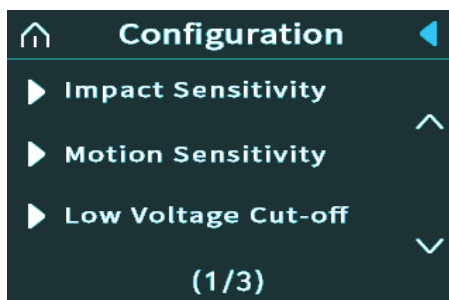 Configuration
Impact Sensitivity
Motion Sensitivity
Low Voltage Cut-off
(1/3)